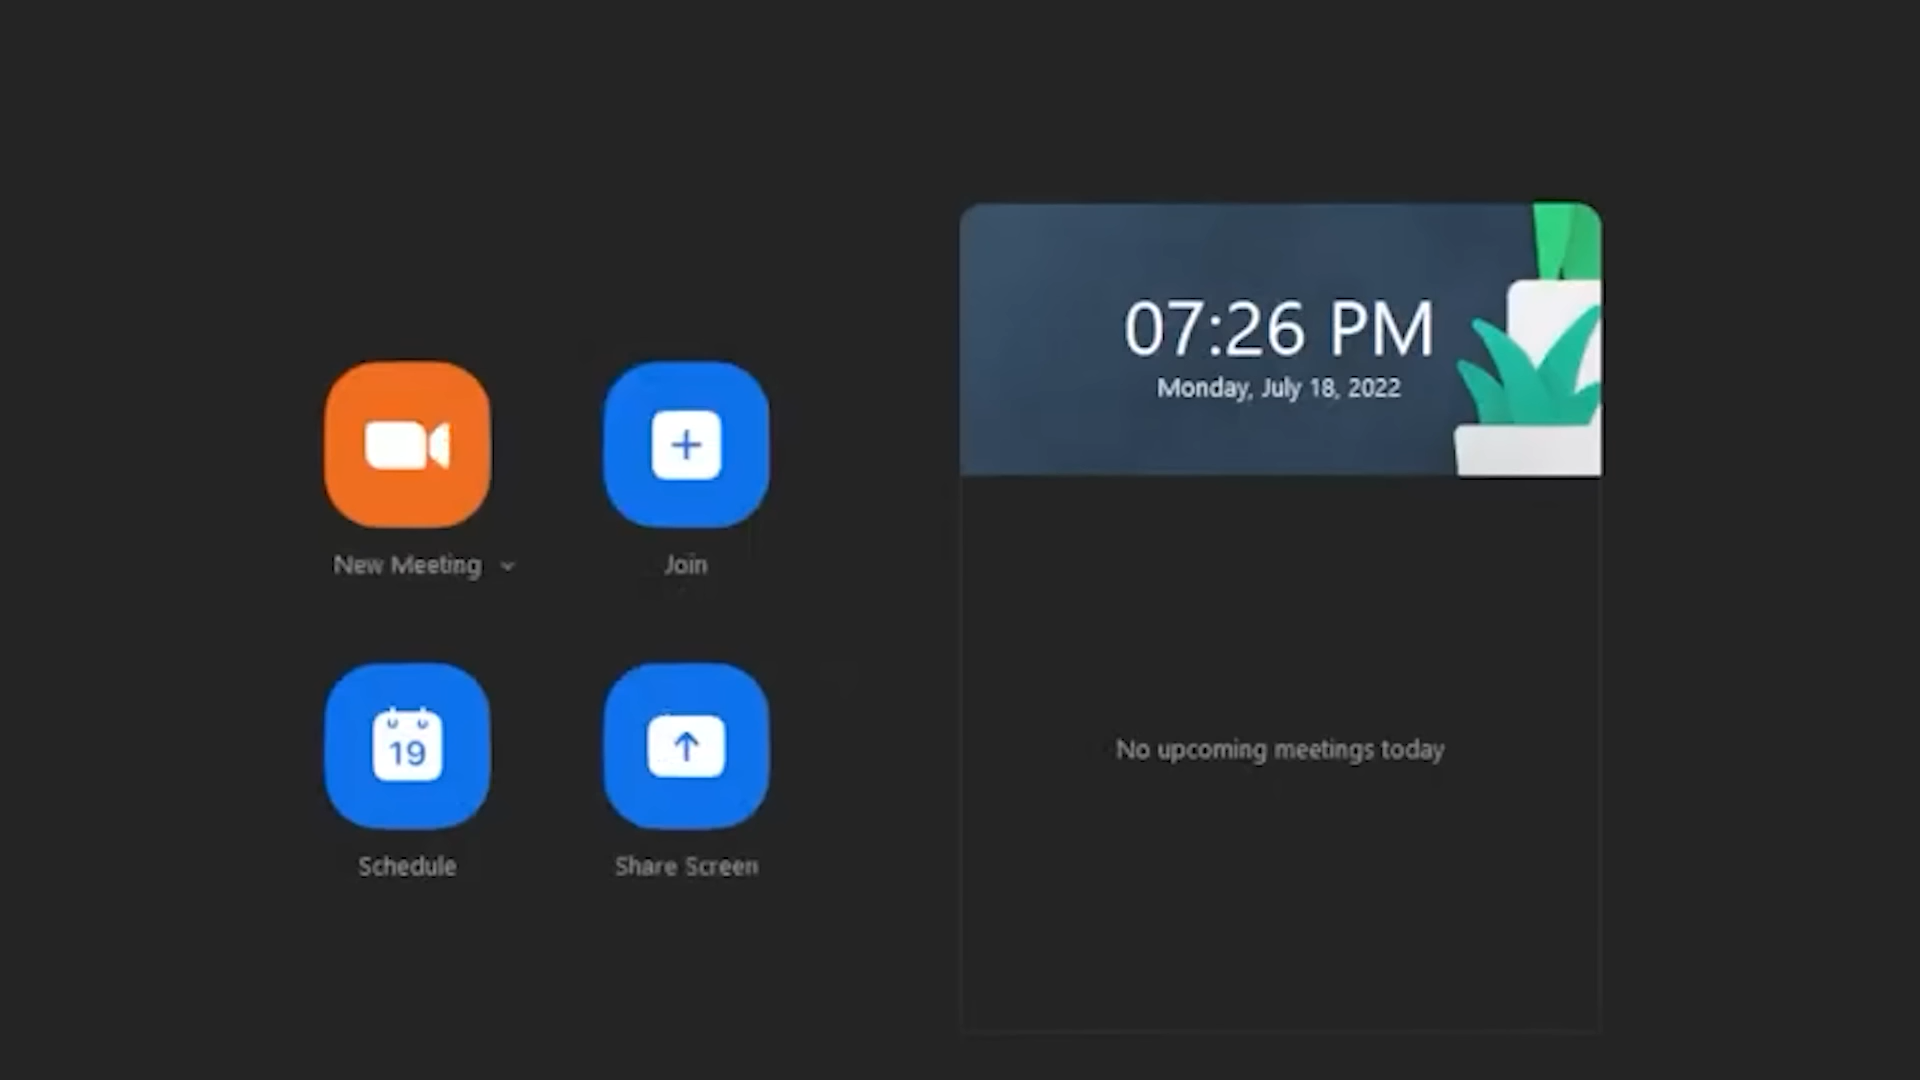 07:26 PM
Monday, July 18, 2022
New Meeting
Join
19
Schedule
Share Screen
No upcoming meetings today